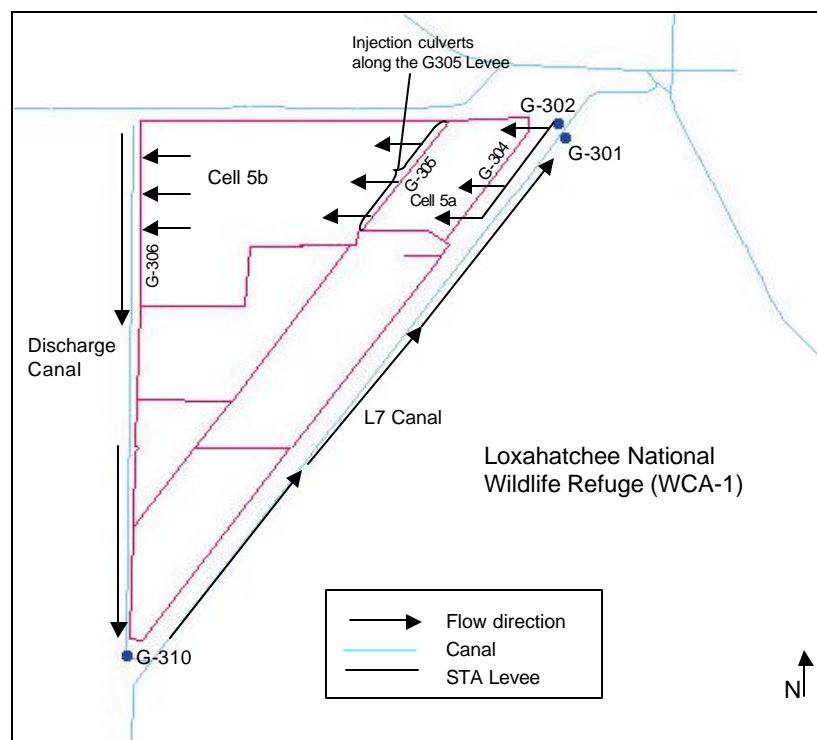 Injection culverts
along the G305 Levee
G-302
G-301
G-304
G-305
Cell 5b
Cell 5a
G-306
Discharge
Canal
L7 Canal
Loxahatchee National
Wildlife Refuge (WCA-1)
Flow direction
Canal
STA Levee
G-310
N